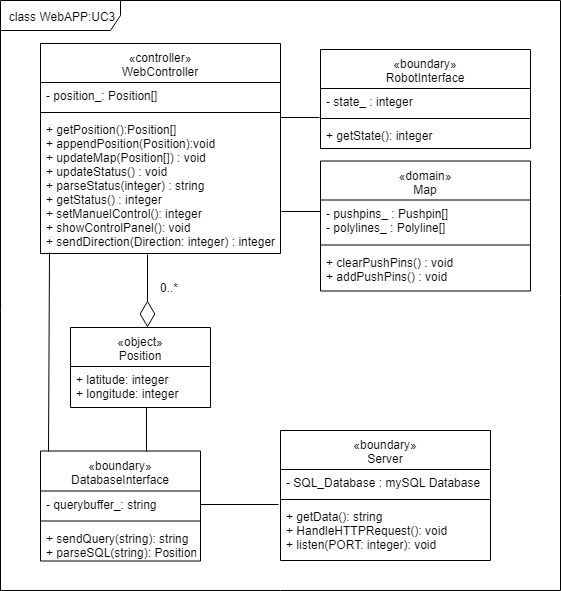 class WebAPP:UC3
«controller»
WebController
- position_: Position[]
+ getPosition():Position[]
+ appendPosition(Position):void
+ updateMap(Position[]) : void
+ updateStatus() : void
+ parseStatus(integer) : string
+ getStatus() : integer
+ setManuelControl(): integer
+ showControlPanel(): void
+ sendDirection(Direction: integer) : integer
«boundary»
RobotInterface
- state_ : integer
+ getState(): integer
«domain»
Map
- pushpins_ : Pushpin[]
- polylines_ : Polyline[]
+ clearPushPins() : void
+ addPushPins() : void
0..*
«object»
Position
+ latitude: integer
+ longitude: integer
«boundary»
DatabaseInterface
- querybuffer_: string
+ sendQuery(string): string
+ parseSQL(string): Position
«boundary»
Server
- SQL_Database : mySQL Database
+ getData(): string
+ HandleHTTPRequest(): void
+ listen(PORT: integer): void